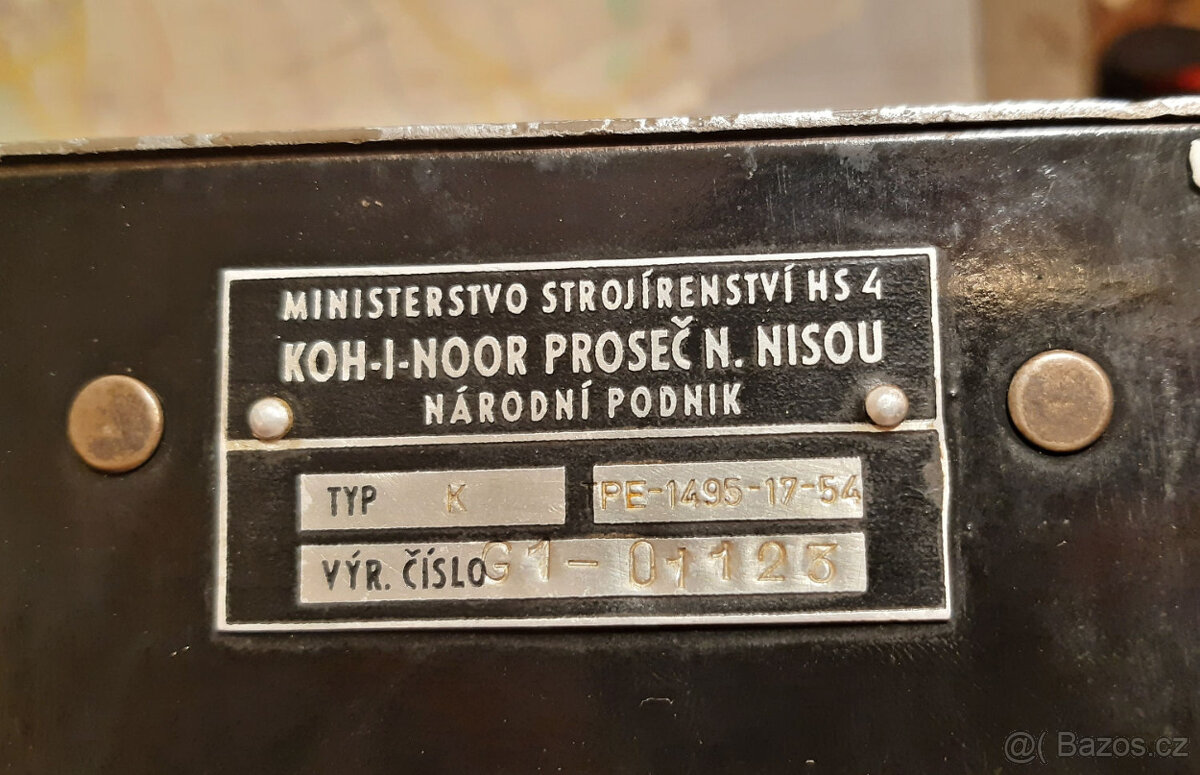 MINISTERSTVO STROJÍRENSTVÍ HS 4
KOH-I-NOOR PROSEČ N. NISOU
NÁRODNÍ PODNIK
TYP K TPE-1495-17-54
VÝR. ČÍSLO G1-01123
@( Bazos.cz